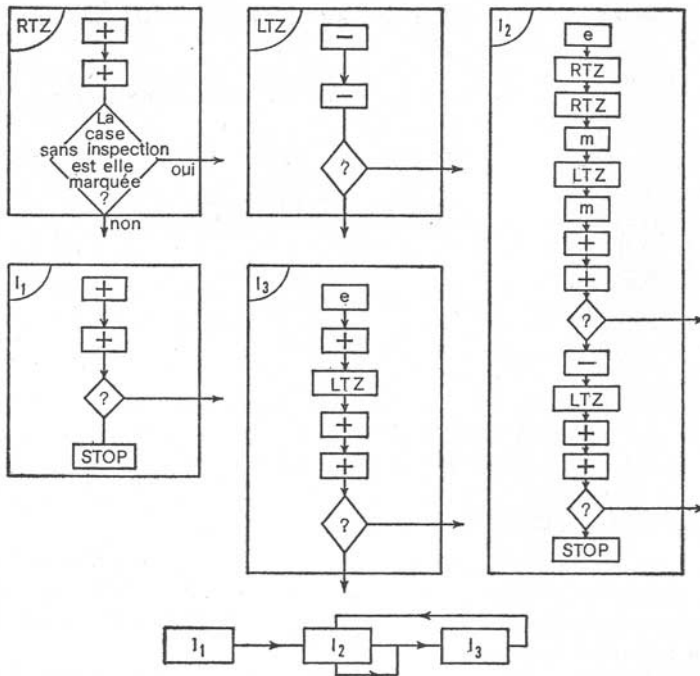 RTZ
+
+
La
case
sans inspection
est elle
marquée
?
oui
non
LTZ
−
−
?
I₂
e
RTZ
RTZ
m
LTZ
m
+
+
?
−
LTZ
+
+
?
STOP
I₁
+
+
?
STOP
I₃
e
+
LTZ
+
+
?
I₁
I₂
I₃